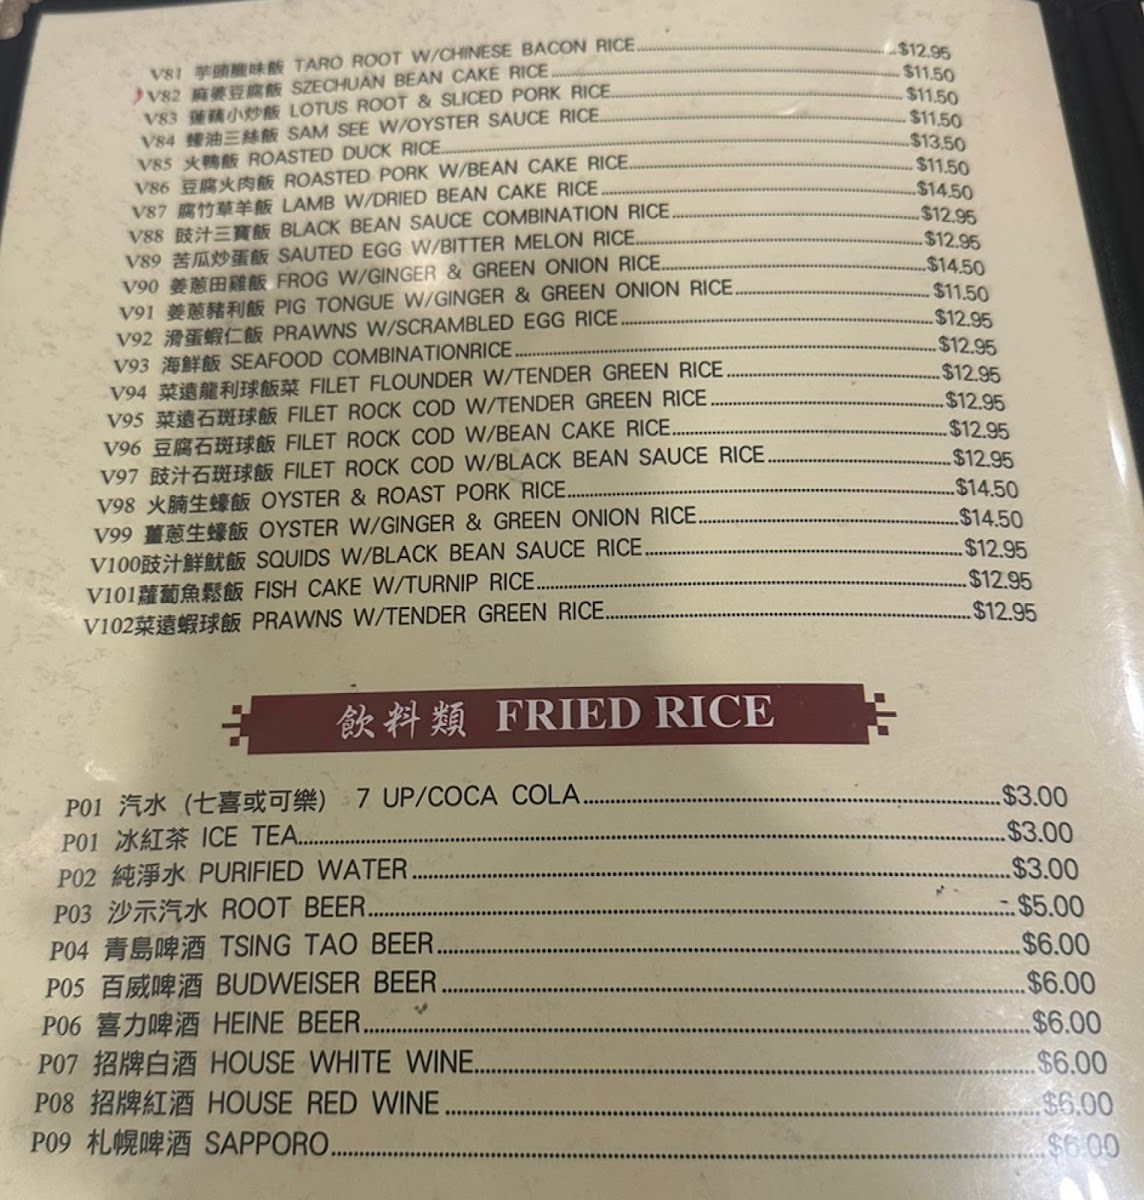 V81 芋頭臘味飯 TARO ROOT W/CHINESE BACON RICE $12.95
V82 麻婆豆腐飯 SZECHUAN BEAN CAKE RICE $11.50
V83 蓮藕小炒飯 LOTUS ROOT & SLICED PORK RICE $11.50
V84 蠔油三絲飯 SAM SEE W/OYSTER SAUCE RICE $11.50
V85 火鴨飯 ROASTED DUCK RICE $13.50
V86 豆腐火肉飯 ROASTED PORK W/BEAN CAKE RICE $11.50
V87 腐竹草羊飯 LAMB W/DRIED BEAN CAKE RICE $14.50
V88 豉汁三寶飯 BLACK BEAN SAUCE COMBINATION RICE $12.95
V89 苦瓜炒蛋飯 SAUTED EGG W/BITTER MELON RICE $12.95
V90 姜蔥田雞飯 FROG W/GINGER & GREEN ONION RICE $14.50
V91 姜蔥豬利飯 PIG TONGUE W/GINGER & GREEN ONION RICE $11.50
V92 滑蛋蝦仁飯 PRAWNS W/SCRAMBLED EGG RICE $12.95
V93 海鮮飯 SEAFOOD COMBINATIONRICE $12.95
V94 菜遠龍利球飯菜 FILET FLOUNDER W/TENDER GREEN RICE $12.95
V95 菜遠石斑球飯 FILET ROCK COD W/TENDER GREEN RICE $12.95
V96 豆腐石斑球飯 FILET ROCK COD W/BEAN CAKE RICE $12.95
V97 豉汁石斑球飯 FILET ROCK COD W/BLACK BEAN SAUCE RICE $12.95
V98 火腩生蠔飯 OYSTER & ROAST PORK RICE $14.50
V99 薑蔥生蠔飯 OYSTER W/GINGER & GREEN ONION RICE $14.50
V100豉汁鮮魷飯 SQUIDS W/BLACK BEAN SAUCE RICE $12.95
V101蘿蔔魚鬆飯 FISH CAKE W/TURNIP RICE $12.95
V102菜遠蝦球飯 PRAWNS W/TENDER GREEN RICE $12.95
飲料類 FRIED RICE
P01 汽水 (七喜或可樂) 7 UP/COCA COLA $3.00
P01 冰紅茶 ICE TEA $3.00
P02 純淨水 PURIFIED WATER $3.00
P03 沙示汽水 ROOT BEER $5.00
P04 青島啤酒 TSING TAO BEER $6.00
P05 百威啤酒 BUDWEISER BEER $6.00
P06 喜力啤酒 HEINE BEER $6.00
P07 招牌白酒 HOUSE WHITE WINE $6.00
P08 招牌紅酒 HOUSE RED WINE $6.00
P09 札幌啤酒 SAPPORO $6.00